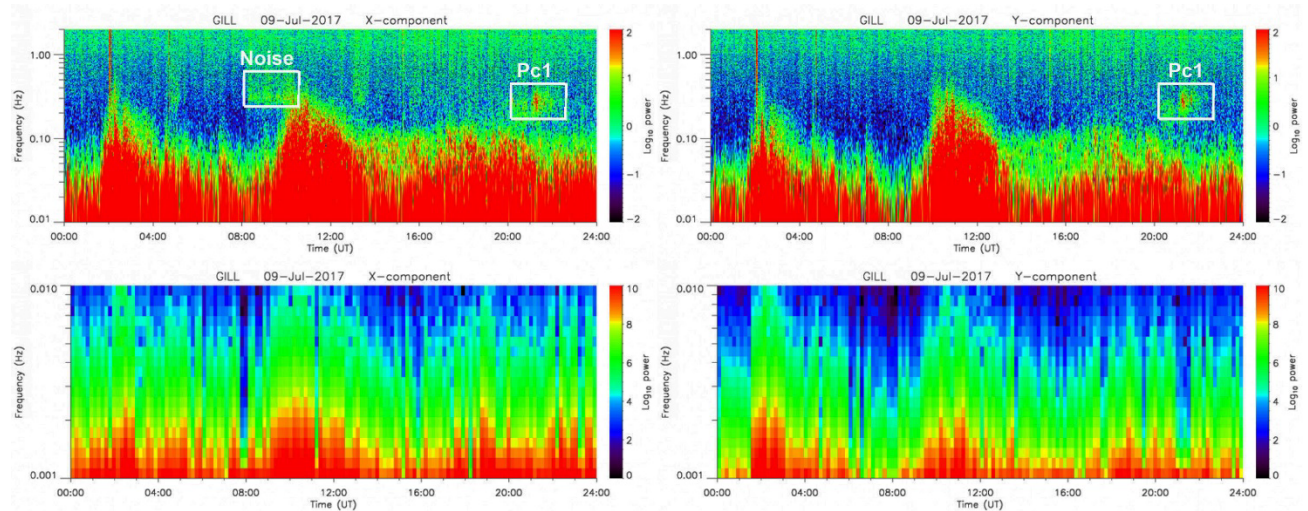 GILL 09-Jul-2017 X-component
Frequency (Hz)
1.00
0.10
0.01
Noise
Pc1
00:00 04:00 08:00 12:00 16:00 20:00 24:00
Time (UT)
2
1
0
−1
−2
Log₁₀ power
GILL 09-Jul-2017 Y-component
Frequency (Hz)
1.00
0.10
0.01
Pc1
00:00 04:00 08:00 12:00 16:00 20:00 24:00
Time (UT)
2
1
0
−1
−2
Log₁₀ power
GILL 09-Jul-2017 X-component
Frequency (Hz)
0.010
0.001
00:00 04:00 08:00 12:00 16:00 20:00 24:00
Time (UT)
10
8
6
4
2
0
Log₁₀ power
GILL 09-Jul-2017 Y-component
Frequency (Hz)
0.010
0.001
00:00 04:00 08:00 12:00 16:00 20:00 24:00
Time (UT)
10
8
6
4
2
0
Log₁₀ power